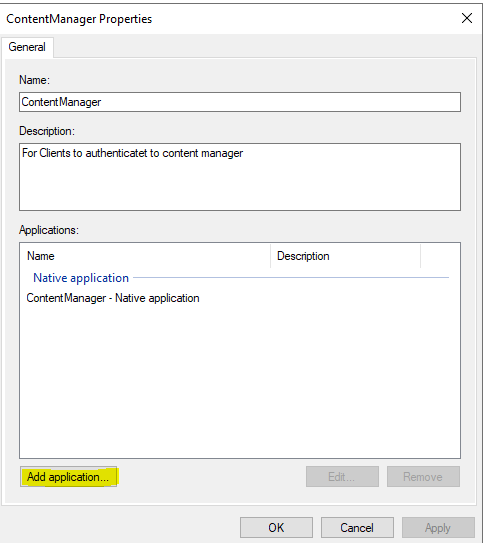 ContentManager Properties
General
Name:
ContentManager
Description:
For Clients to authenticatet to content manager
Applications:
Name Description
Native application
ContentManager - Native application
Add application... Edit... Remove
OK Cancel Apply